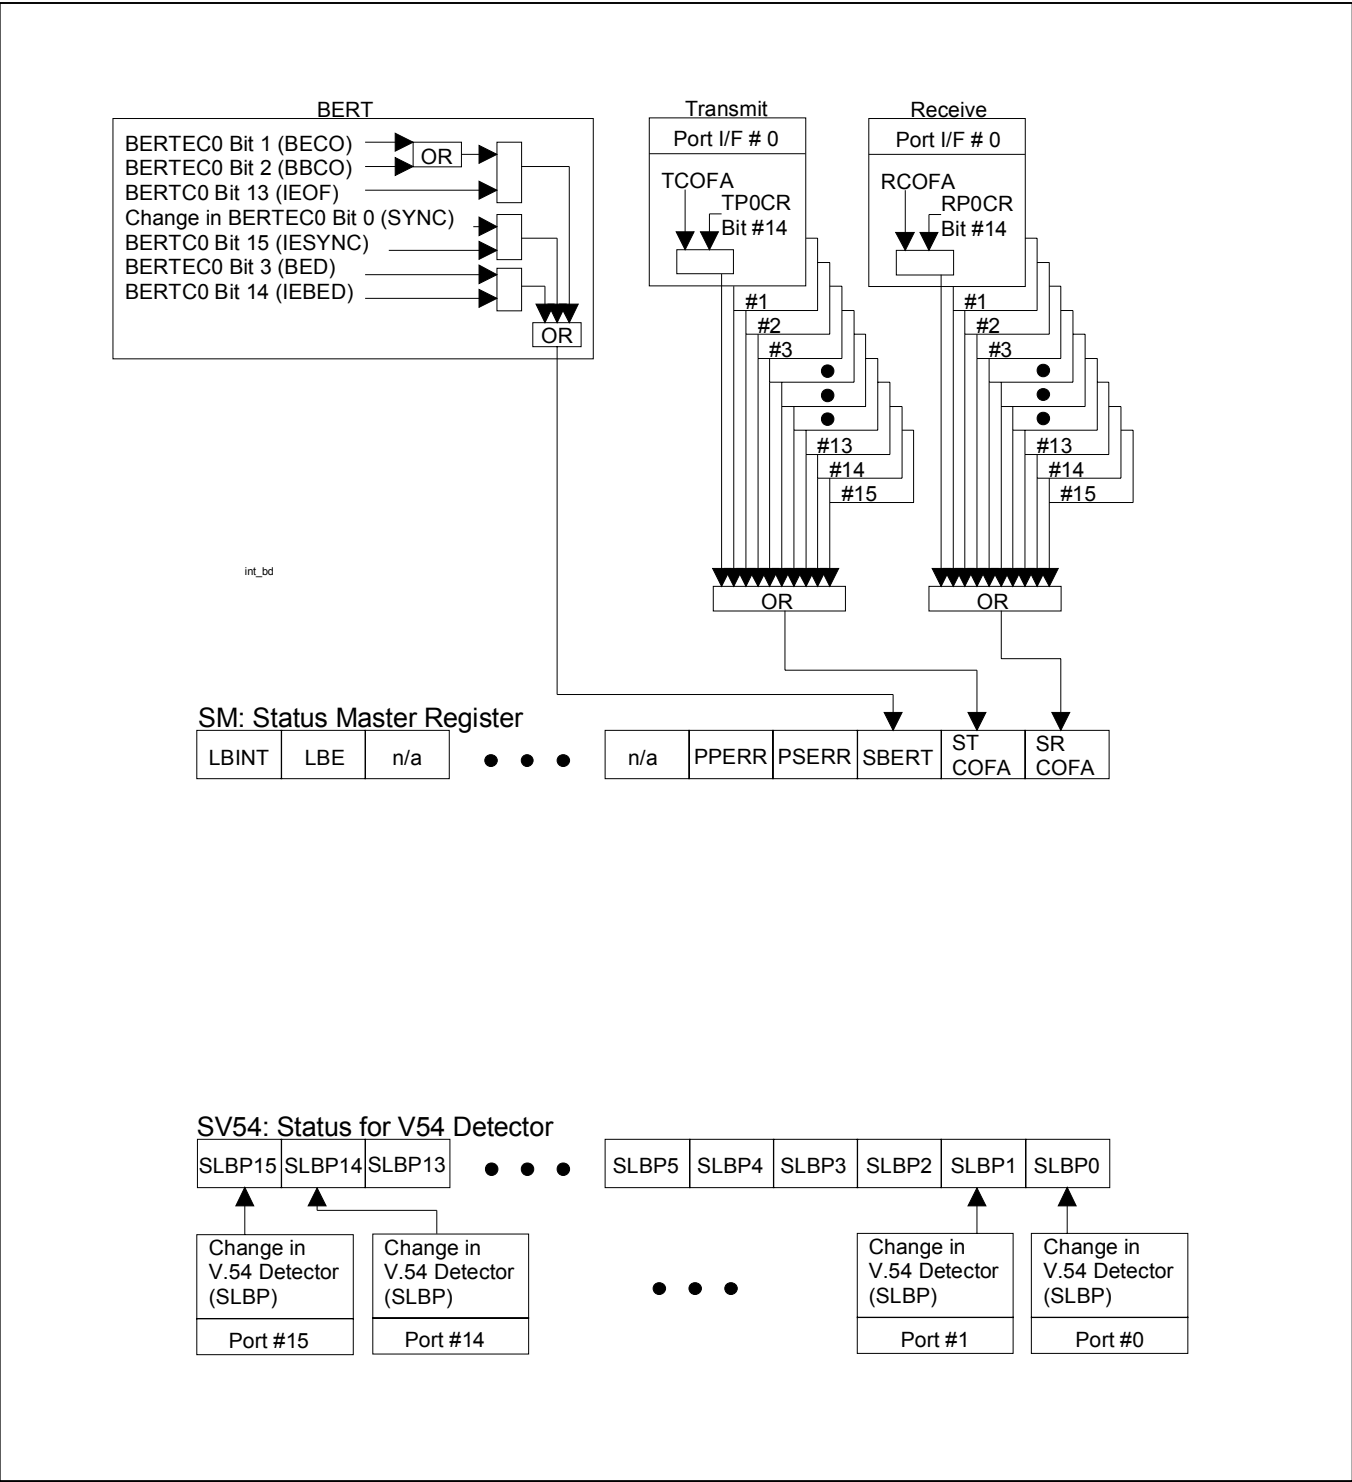 BERT
BERTEC0 Bit 1 (BECO)
BERTEC0 Bit 2 (BBCO)
OR
BERTC0 Bit 13 (IEOF)
Change in BERTEC0 Bit 0 (SYNC)
BERTC0 Bit 15 (IESYNC)
BERTEC0 Bit 3 (BED)
BERTC0 Bit 14 (IEBED)
OR
Transmit
Port I/F # 0
TCOFA
TP0CR
Bit #14
#1
#2
#3
#13
#14
#15
OR
Receive
Port I/F # 0
RCOFA
RP0CR
Bit #14
#1
#2
#3
#13
#14
#15
OR
int_bd
SM: Status Master Register
LBINT LBE n/a n/a PPERR PSERR SBERT ST COFA SR COFA
SV54: Status for V54 Detector
SLBP15 SLBP14 SLBP13 SLBP5 SLBP4 SLBP3 SLBP2 SLBP1 SLBP0
Change in
V.54 Detector
(SLBP)
Port #15
Change in
V.54 Detector
(SLBP)
Port #14
Change in
V.54 Detector
(SLBP)
Port #1
Change in
V.54 Detector
(SLBP)
Port #0